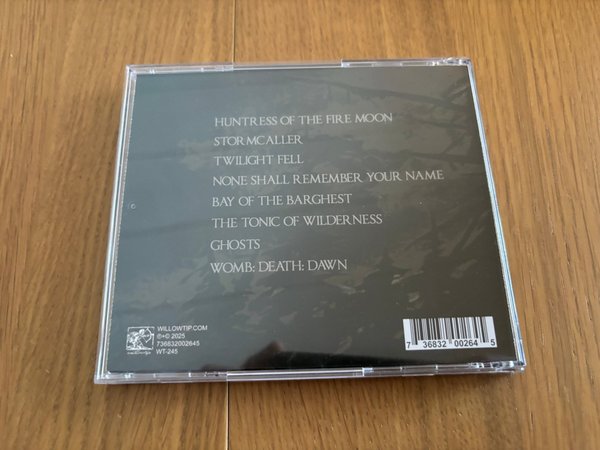 HUNTRESS OF THE FIRE MOON
STORMCALLER
TWILIGHT FELL
NONE SHALL REMEMBER YOUR NAME
BAY OF THE BARGHEST
THE TONIC OF WILDERNESS
GHOSTS
WOMB: DEATH: DAWN
WILLOWTIP.COM
℗+© 2025
736832002645
WT-245
7 36832 00264 5